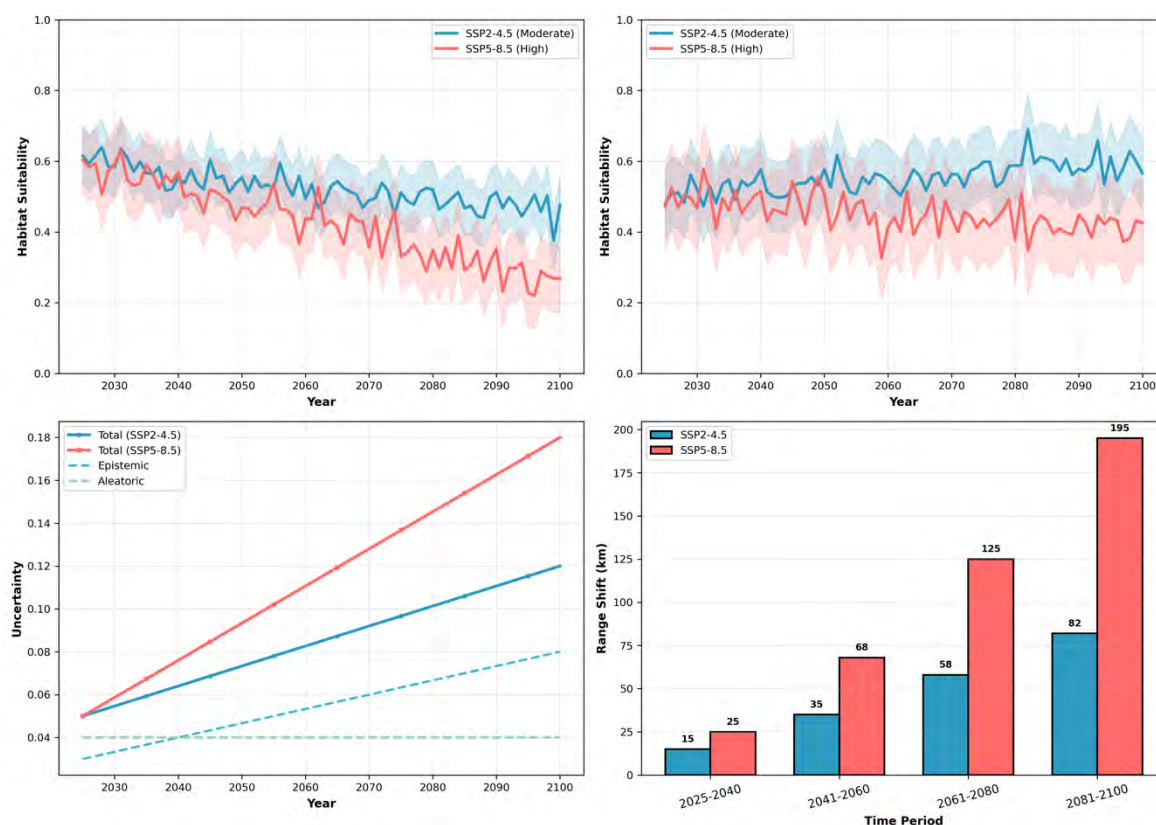 1.0
0.8
0.6
0.4
0.2
0.0
Habitat Suitability
SSP2-4.5 (Moderate)
SSP5-8.5 (High)
2030 2040 2050 2060 2070 2080 2090 2100
Year
1.0
0.8
0.6
0.4
0.2
0.0
Habitat Suitability
SSP2-4.5 (Moderate)
SSP5-8.5 (High)
2030 2040 2050 2060 2070 2080 2090 2100
Year
0.18
0.16
0.14
0.12
0.10
0.08
0.06
0.04
Uncertainty
Total (SSP2-4.5)
Total (SSP5-8.5)
Epistemic
Aleatoric
2030 2040 2050 2060 2070 2080 2090 2100
Year
200
175
150
125
100
75
50
25
0
Range Shift (km)
SSP2-4.5
SSP5-8.5
15 25 35 68 58 125 82 195
2025-2040 2041-2060 2061-2080 2081-2100
Time Period